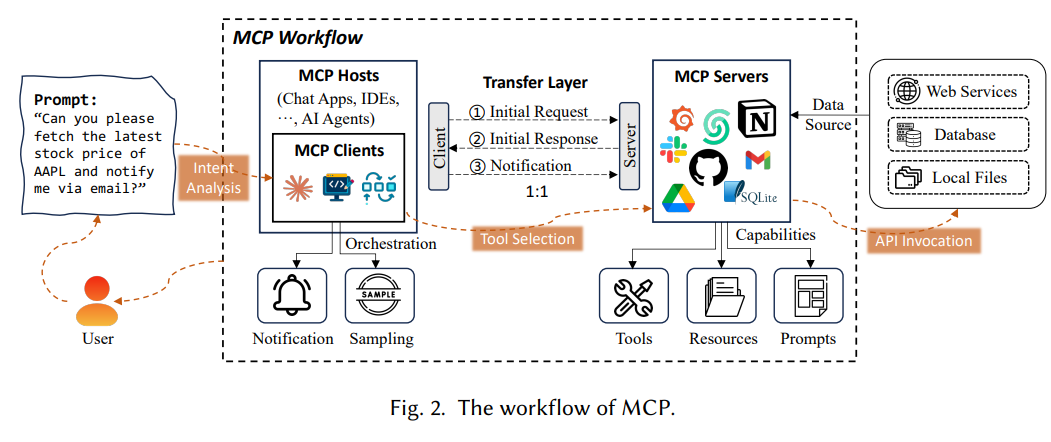 MCP Workflow
Prompt:
“Can you please
fetch the latest
stock price of
AAPL and notify
me via email?”
User
Intent
Analysis
MCP Hosts
(Chat Apps, IDEs,
…, AI Agents)
MCP Clients
Orchestration
Notification
SAMPLE
Sampling
Transfer Layer
Client
① Initial Request
② Initial Response
③ Notification
1:1
Server
Tool Selection
MCP Servers
SQLite
Capabilities
Tools
Resources
Prompts
Data
Source
API Invocation
Web Services
Database
Local Files
Fig. 2. The workflow of MCP.